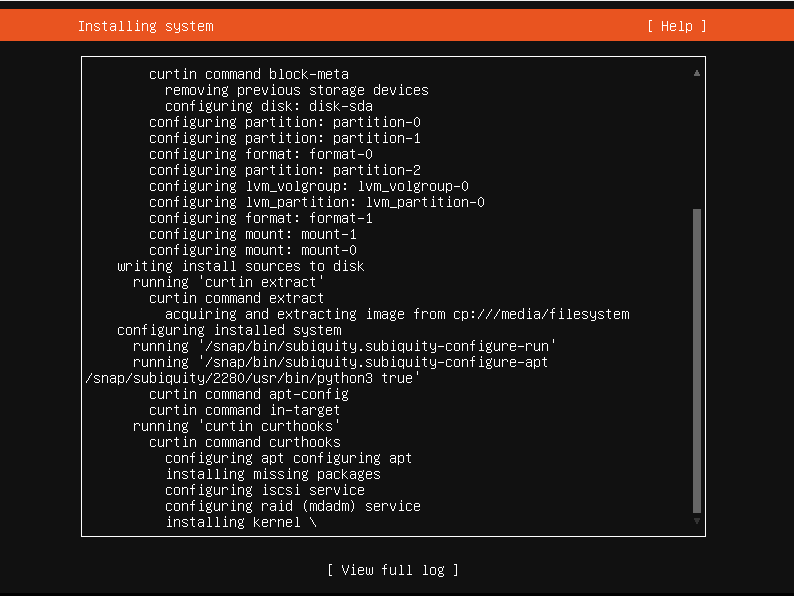 Installing system [ Help ]
curtin command block-meta
removing previous storage devices
configuring disk: disk-sda
configuring partition: partition-0
configuring partition: partition-1
configuring format: format-0
configuring partition: partition-2
configuring lvm_volgroup: lvm_volgroup-0
configuring lvm_partition: lvm_partition-0
configuring format: format-1
configuring mount: mount-1
configuring mount: mount-0
writing install sources to disk
running 'curtin extract'
curtin command extract
acquiring and extracting image from cp:///media/filesystem
configuring installed system
running '/snap/bin/subiquity.subiquity-configure-run'
running '/snap/bin/subiquity.subiquity-configure-apt
/snap/subiquity/2280/usr/bin/python3 true'
curtin command apt-config
curtin command in-target
running 'curtin curthooks'
curtin command curthooks
configuring apt configuring apt
installing missing packages
configuring iscsi service
configuring raid (mdadm) service
installing kernel \
[ View full log ]